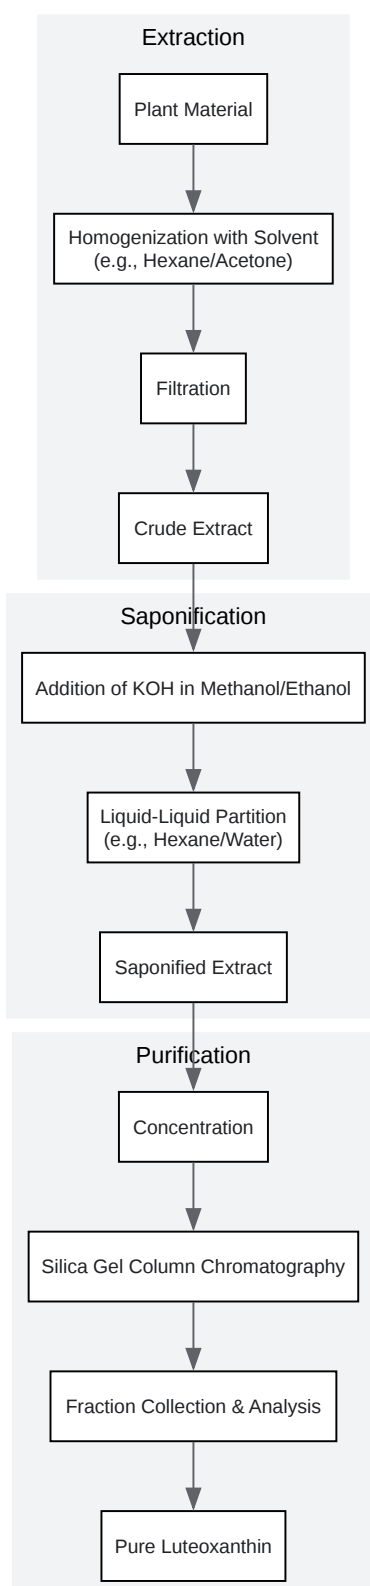 Extraction
Plant Material
Homogenization with Solvent
(e.g., Hexane/Acetone)
Filtration
Crude Extract
Saponification
Addition of KOH in Methanol/Ethanol
Liquid-Liquid Partition
(e.g., Hexane/Water)
Saponified Extract
Purification
Concentration
Silica Gel Column Chromatography
Fraction Collection & Analysis
Pure Luteoxanthin